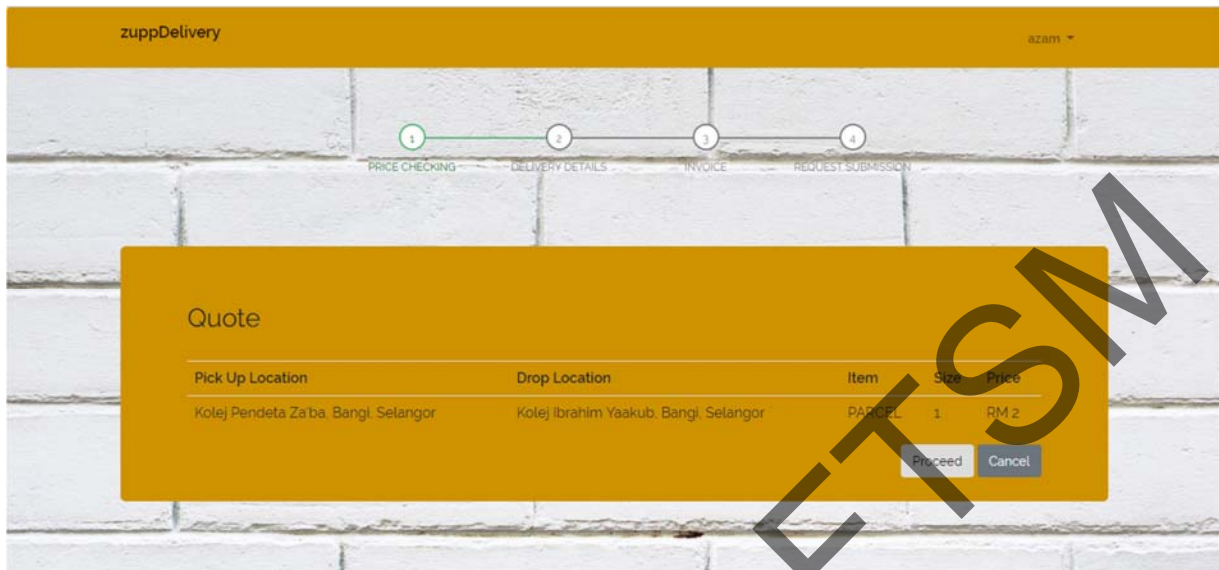 zuppDelivery
azam
1 2 3 4
PRICE CHECKING DELIVERY DETAILS INVOICE REQUEST SUBMISSION
Quote
Pick Up Location Drop Location Item Size Price
Kolej Pendeta Za'ba, Bangi, Selangor Kolej Ibrahim Yaakub, Bangi, Selangor PARCEL 1 RM 2
Proceed Cancel
ETSM